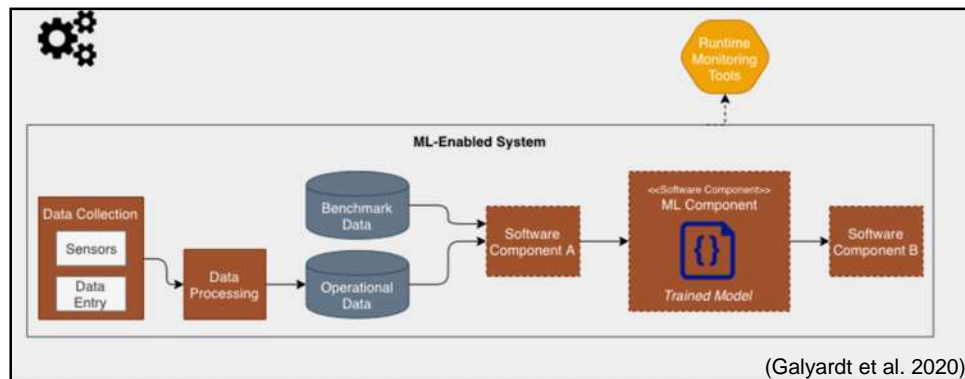 Runtime
Monitoring
Tools
ML-Enabled System
Data Collection
Sensors
Data
Entry
Data
Processing
Benchmark
Data
Operational
Data
Software
Component A
<<Software Component>>
ML Component
{}
Trained Model
Software
Component B
(Galyardt et al. 2020)